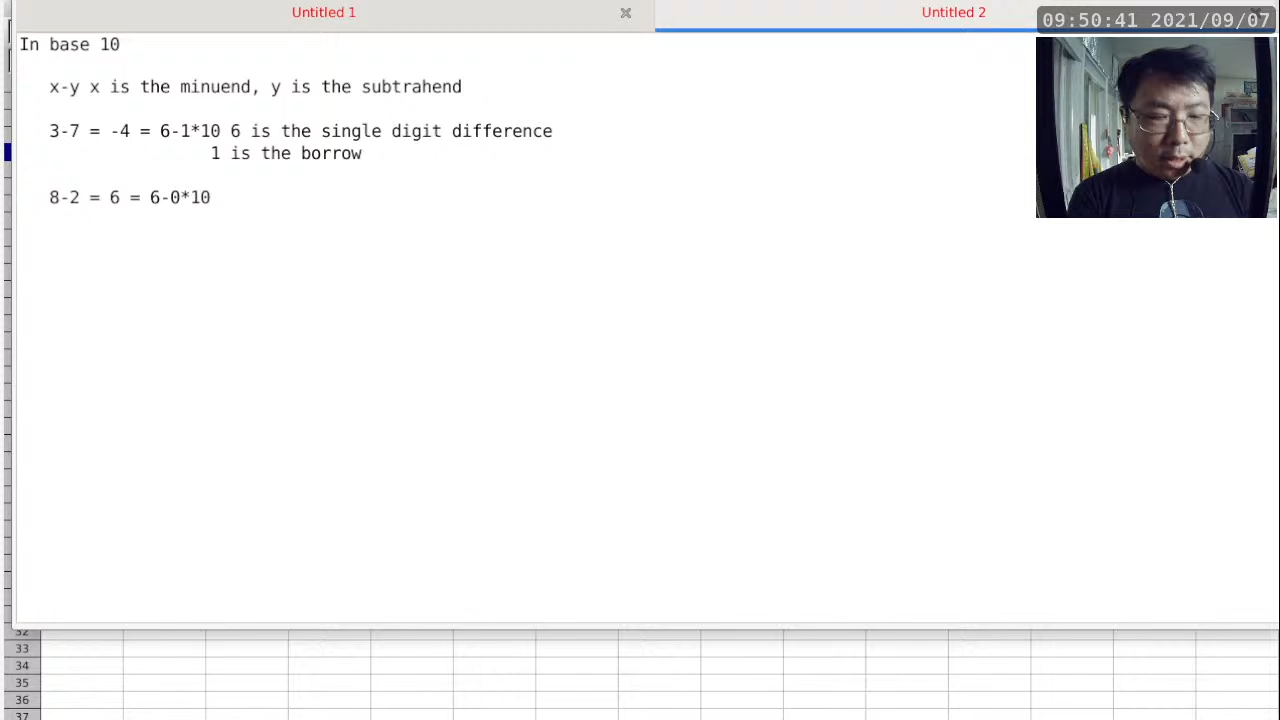 Untitled 1
Untitled 2
09:50:41 2021/09/07
In base 10
x-y x is the minuend, y is the subtrahend
3-7 = -4 = 6-1*10 6 is the single digit difference
1 is the borrow
8-2 = 6 = 6-0*10
32
33
34
35
36
37